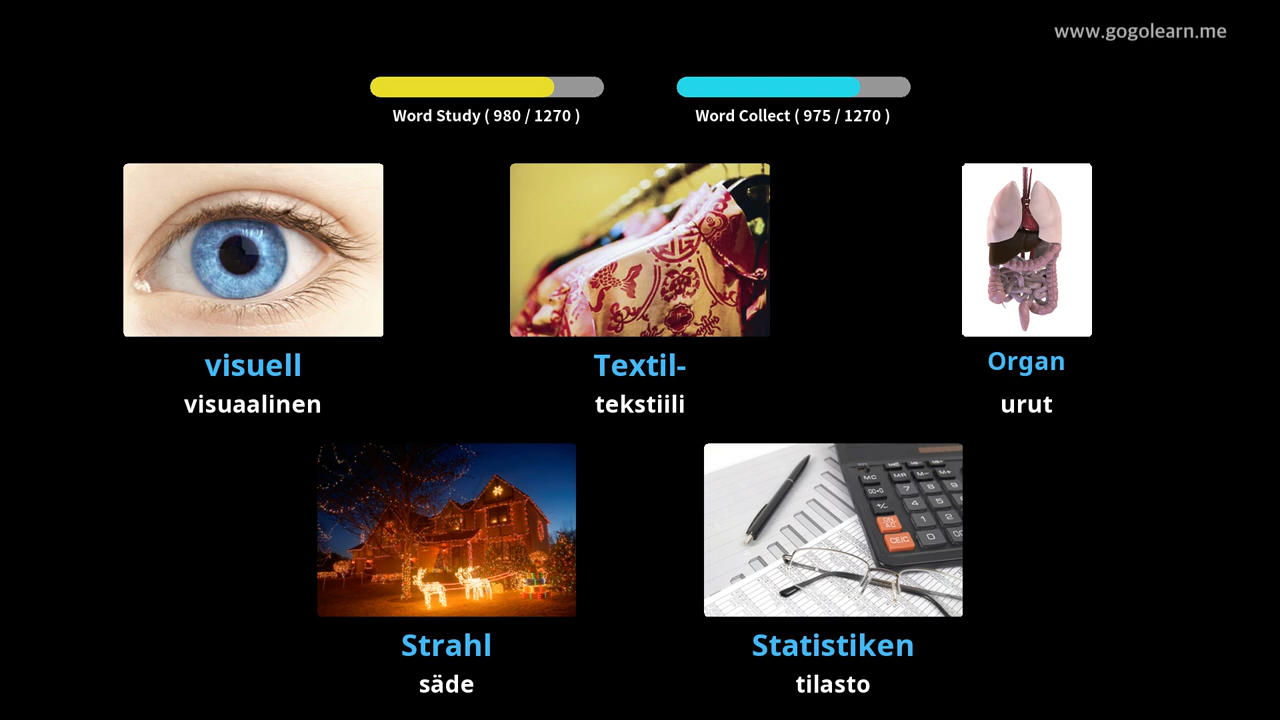 www.gogolearn.me
Word Study ( 980 / 1270 )
Word Collect ( 975 / 1270 )
visuell
visuaalinen
Textil-
tekstiili
Organ
urut
Strahl
säde
Statistiken
tilasto